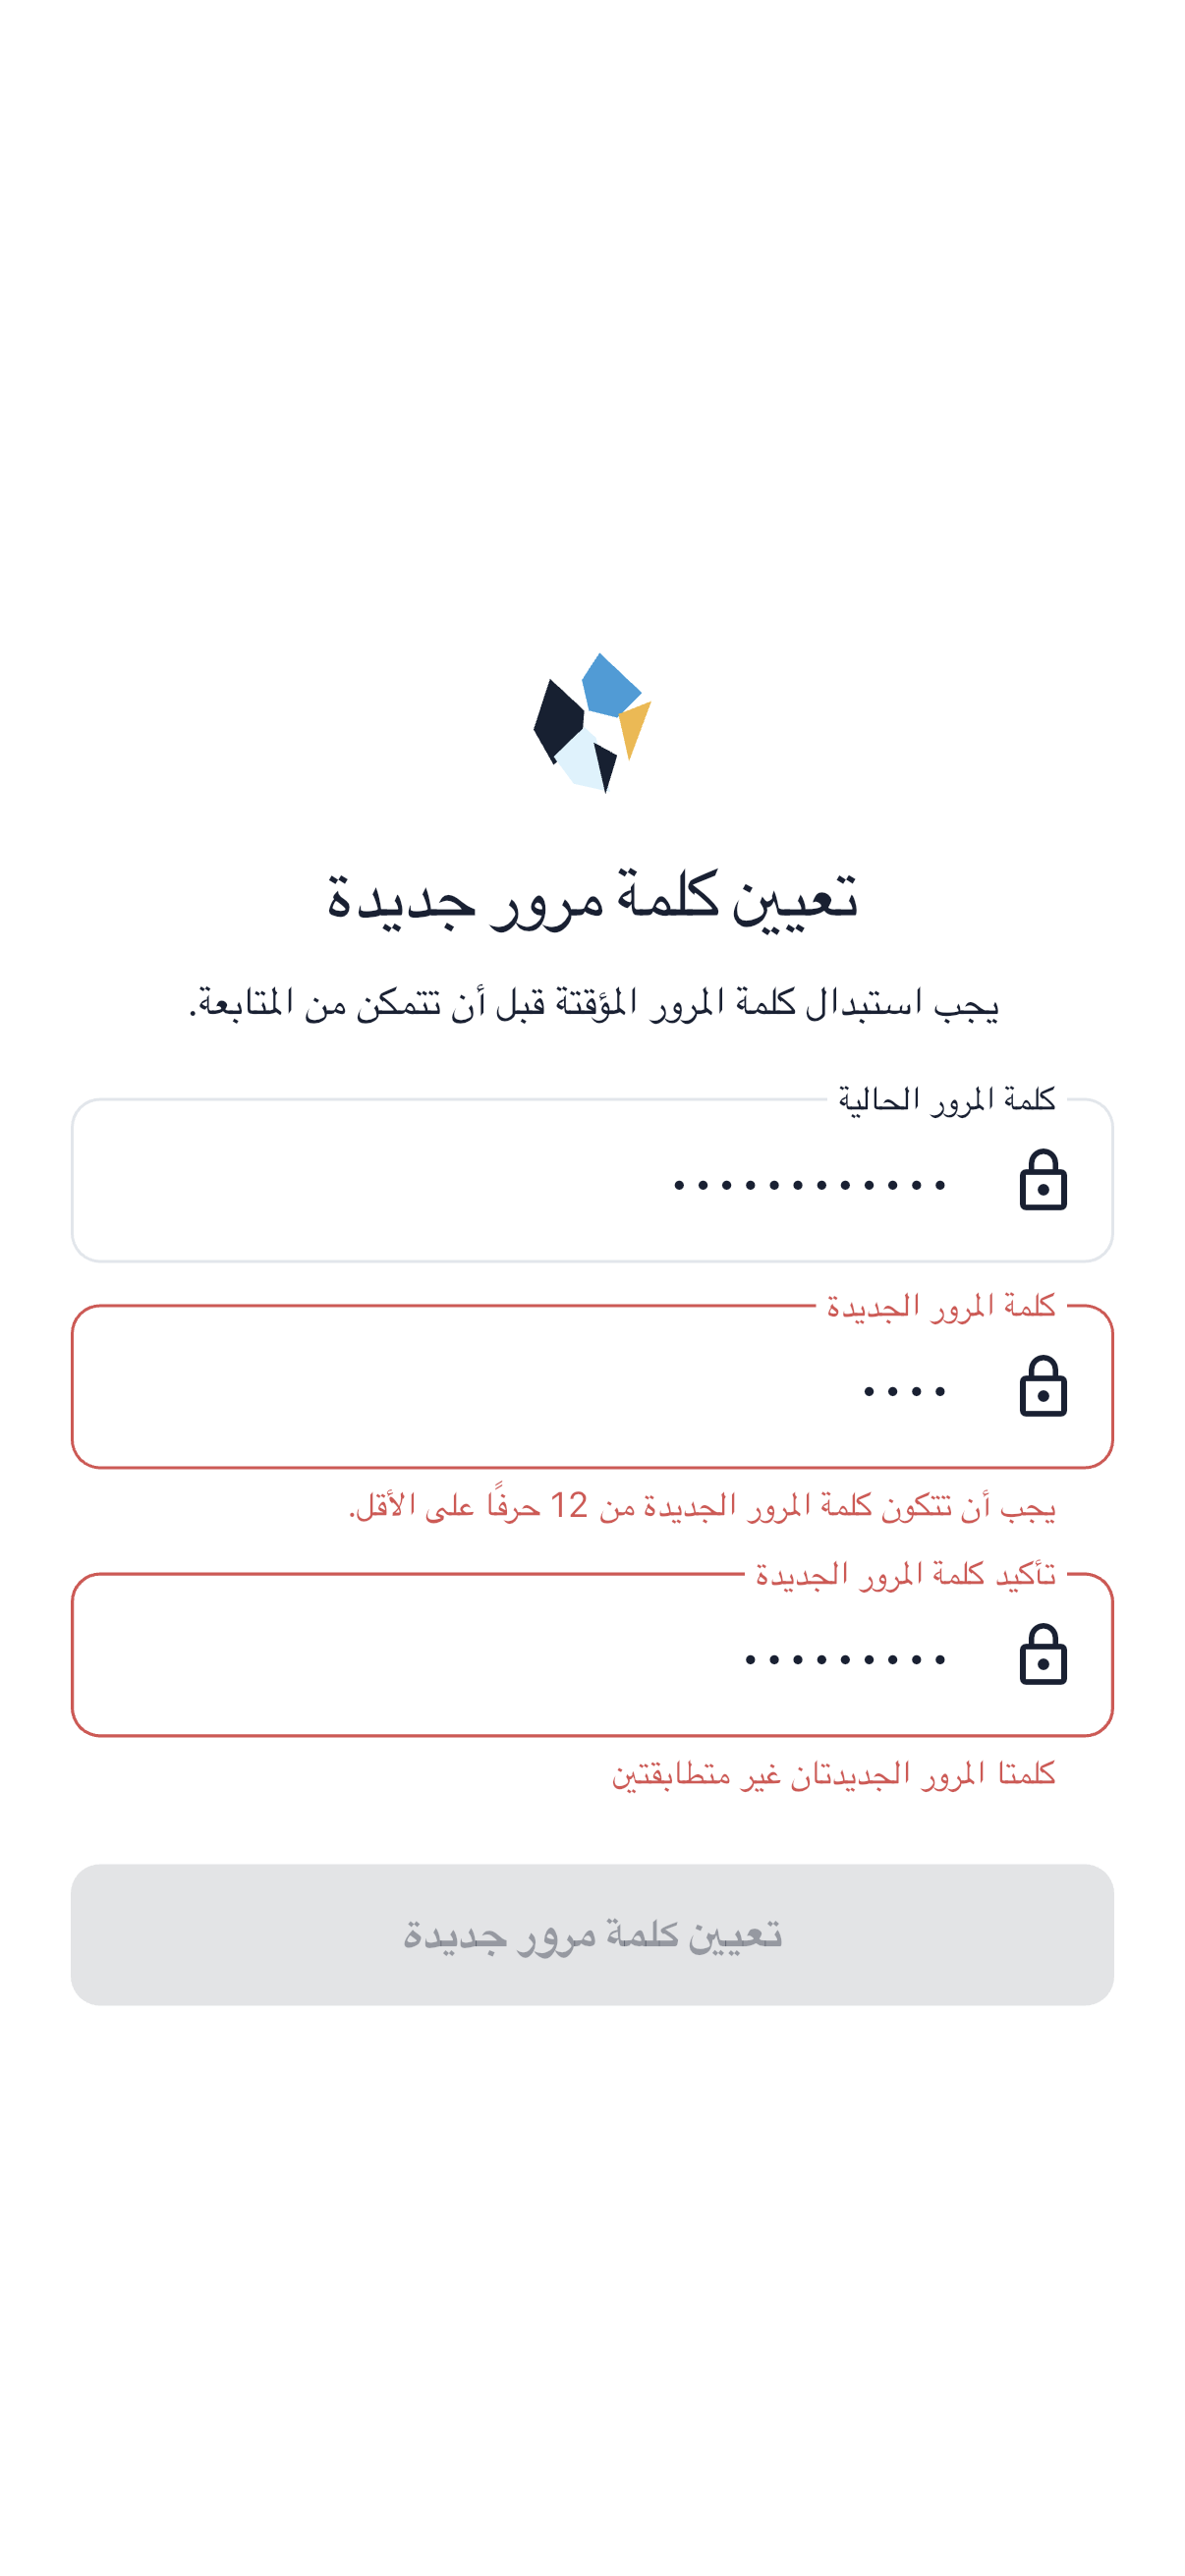 تعيين كلمة مرور جديدة
يجب استبدال كلمة المرور المؤقتة قبل أن تتمكن من المتابعة.
كلمة المرور الحالية
••••••••••••
كلمة المرور الجديدة
••••
يجب أن تتكون كلمة المرور الجديدة من 12 حرفًا على الأقل.
تأكيد كلمة المرور الجديدة
•••••••••
كلمتا المرور الجديدتان غير متطابقتين
تعيين كلمة مرور جديدة